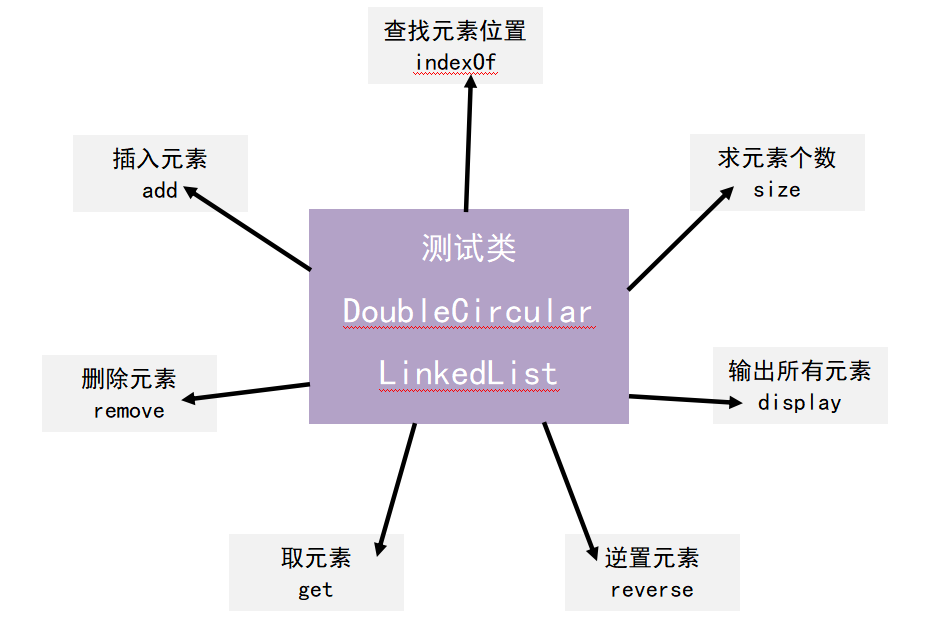 查找元素位置
indexOf
插入元素
add
求元素个数
size
测试类
DoubleCircular
LinkedList
删除元素
remove
输出所有元素
display
取元素
get
逆置元素
reverse